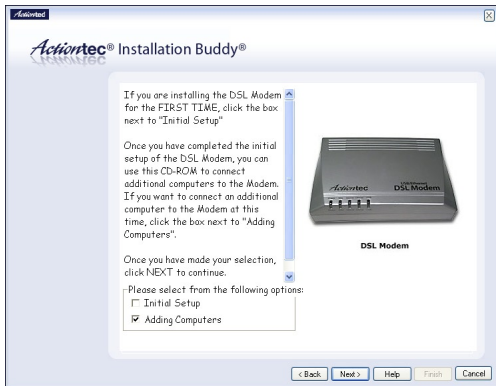 Actiontec
Actiontec® Installation Buddy®
If you are installing the DSL Modem
for the FIRST TIME, click the box
next to "Initial Setup"
Once you have completed the initial
setup of the DSL Modem, you can
use this CD-ROM to connect
additional computers to the Modem.
If you want to connect an additional
computer to the Modem at this
time, click the box next to "Adding
Computers".
Once you have made your selection,
click NEXT to continue.
Actiontec
DSL Modem
DSL Modem
Please select from the following options:
Initial Setup
Adding Computers
< Back
Next >
Help
Finish
Cancel